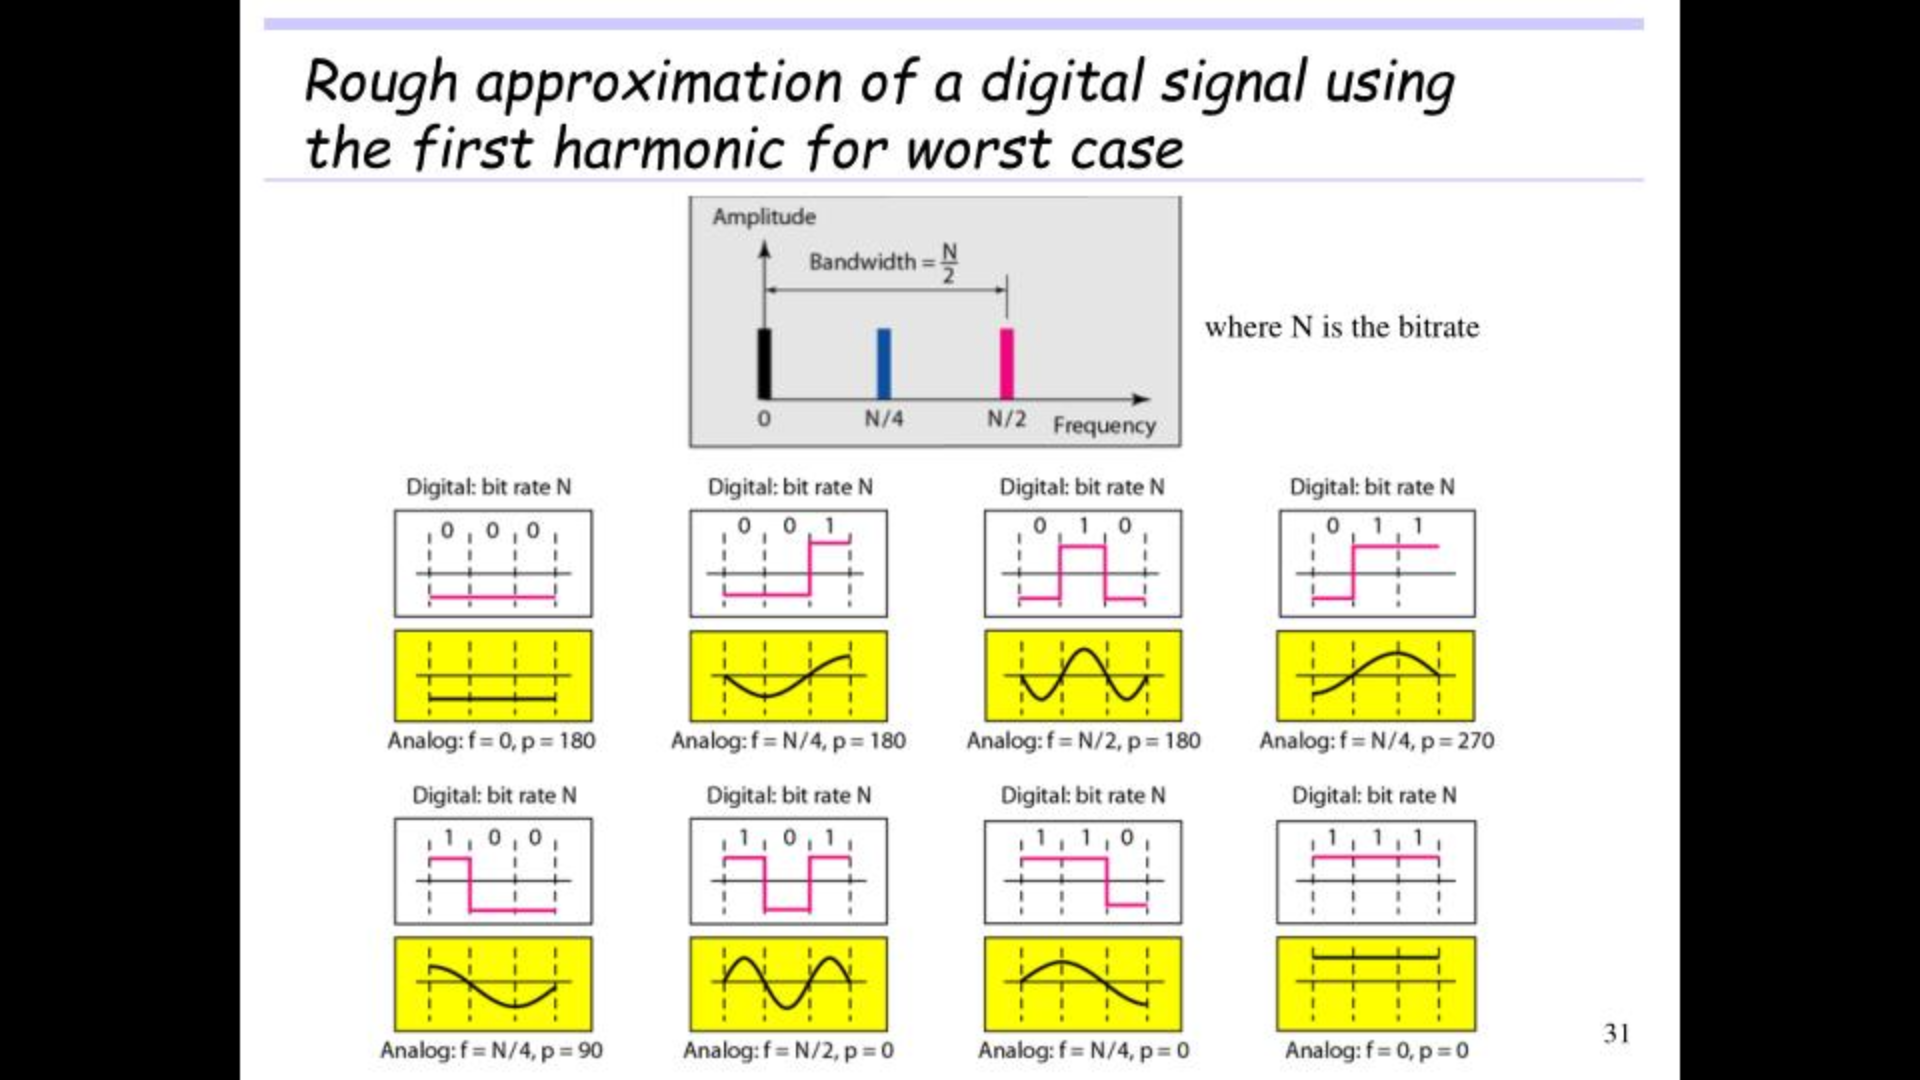 Rough approximation of a digital signal using
the first harmonic for worst case
Amplitude
Bandwidth = N/2
where N is the bitrate
0 N/4 N/2 Frequency
Digital: bit rate N Digital: bit rate N Digital: bit rate N Digital: bit rate N
0 0 0 0 0 1 0 1 0 0 1 1
Analog: f = 0, p = 180 Analog: f = N/4, p = 180 Analog: f = N/2, p = 180 Analog: f = N/4, p = 270
Digital: bit rate N Digital: bit rate N Digital: bit rate N Digital: bit rate N
1 0 0 1 0 1 1 1 0 1 1 1
Analog: f = N/4, p = 90 Analog: f = N/2, p = 0 Analog: f = N/4, p = 0 Analog: f = 0, p = 0
31